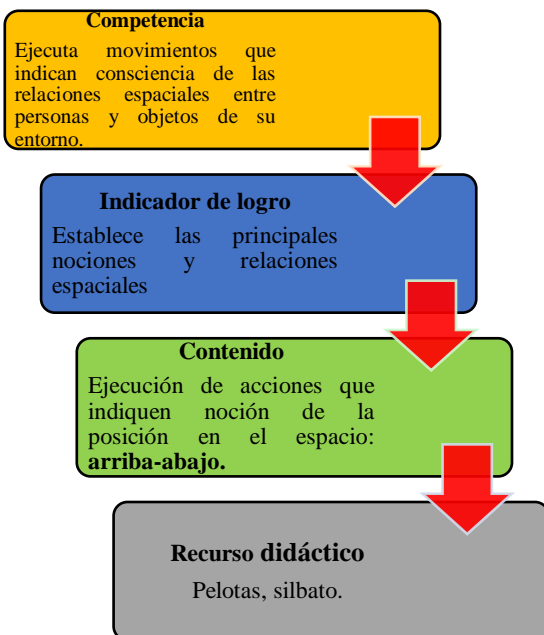 Competencia
Ejecuta movimientos que
indican consciencia de las
relaciones espaciales entre
personas y objetos de su
entorno.
Indicador de logro
Establece las principales
nociones y relaciones
espaciales
Contenido
Ejecución de acciones que
indiquen noción de la
posición en el espacio:
arriba-abajo.
Recurso didáctico
Pelotas, silbato.